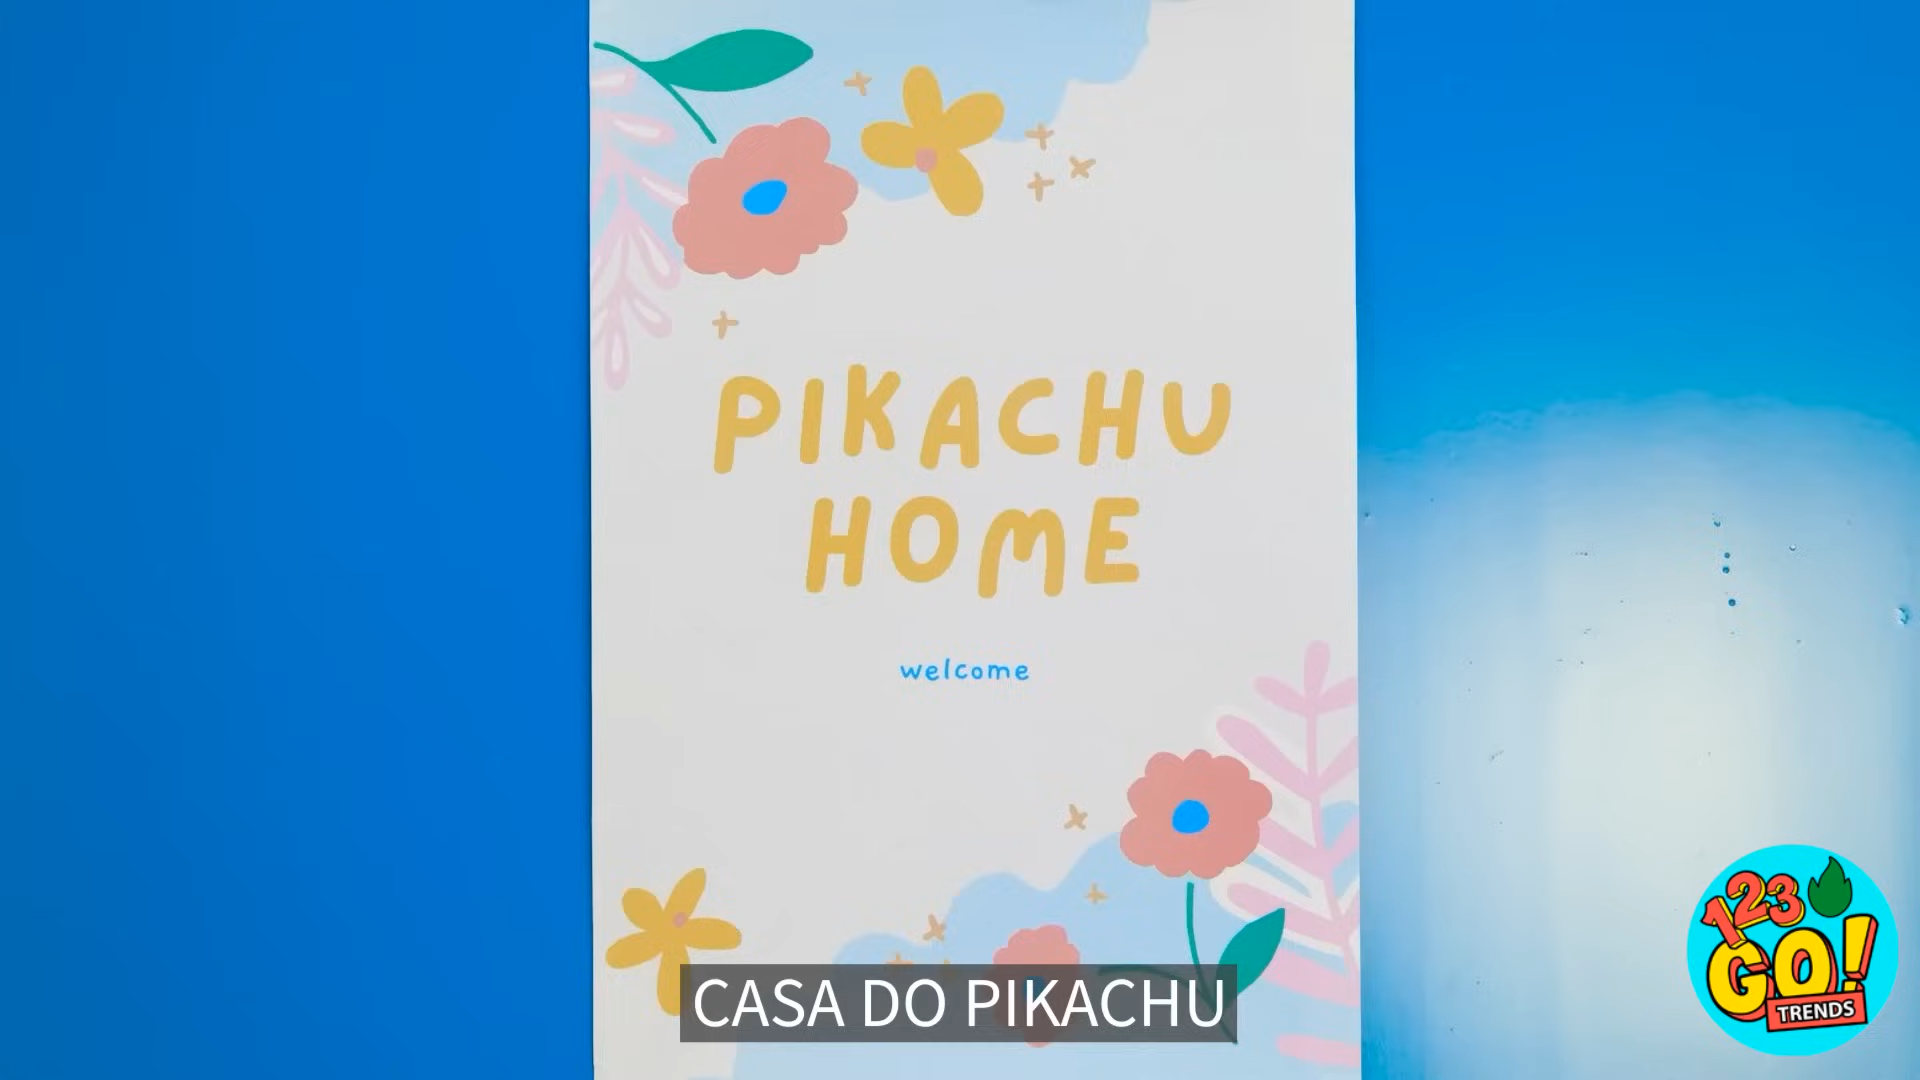 PIKACHU
HOME
welcome
CASA DO PIKACHU
123
GO!
TRENDS